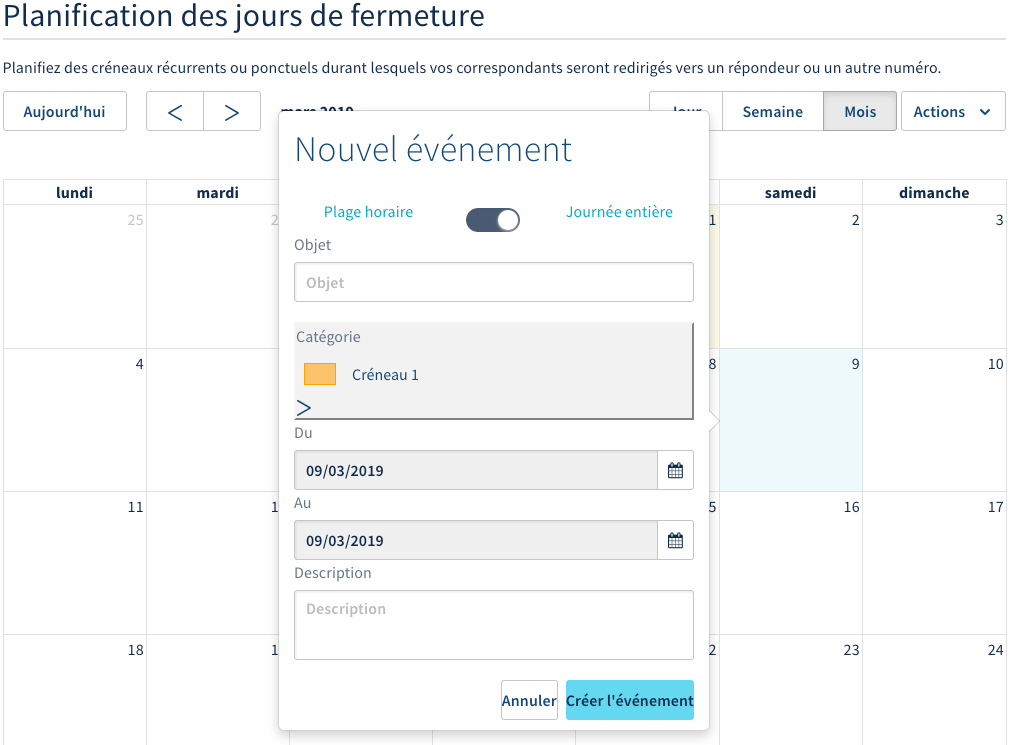 Planification des jours de fermeture
Planifiez des créneaux récurrents ou ponctuels durant lesquels vos correspondants seront redirigés vers un répondeur ou un autre numéro.
Aujourd'hui < > mars 2019 Jour Semaine Mois Actions
Nouvel événement
lundi mardi samedi dimanche
Plage horaire Journée entière
25 2 1 2 3
Objet
Objet
Catégorie
4 8 9 10
Créneau 1
>
Du
09/03/2019
Au
11 1 5 16 17
09/03/2019
Description
Description
18 1 2 23 24
Annuler Créer l'événement